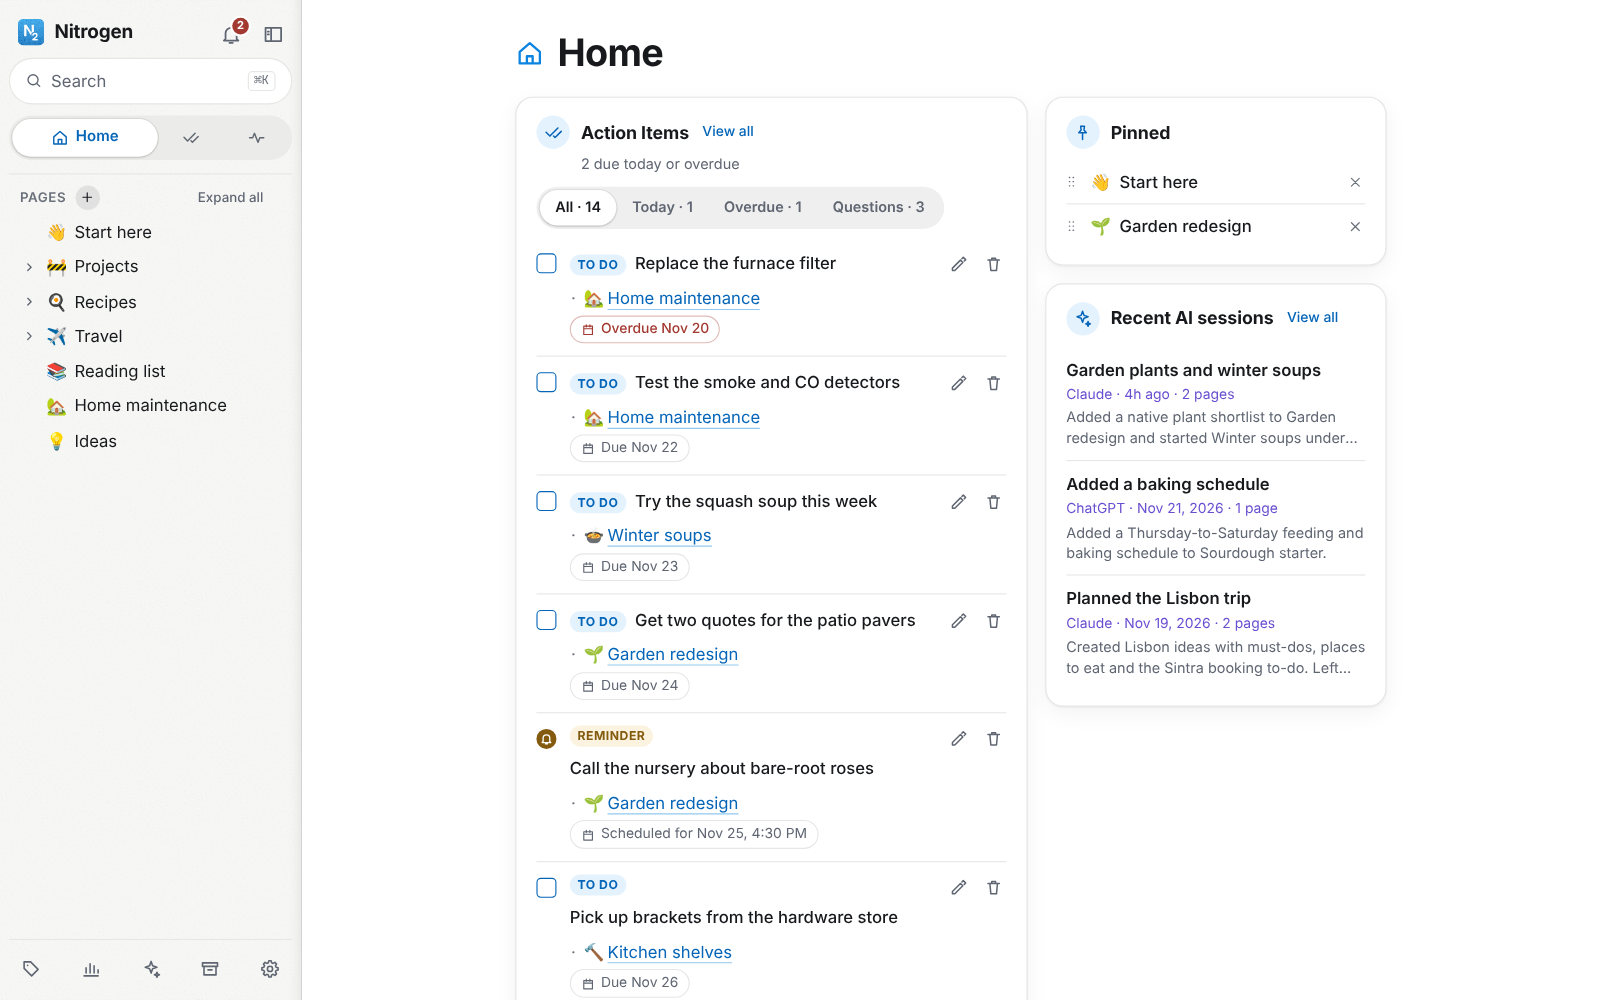 Nitrogen
2
Search
⌘K
Home
PAGES
Expand all
Start here
Projects
Recipes
Travel
Reading list
Home maintenance
Ideas
Home
Action Items View all
2 due today or overdue
All · 14 Today · 1 Overdue · 1 Questions · 3
TO DO Replace the furnace filter
· Home maintenance
Overdue Nov 20
TO DO Test the smoke and CO detectors
· Home maintenance
Due Nov 22
TO DO Try the squash soup this week
· Winter soups
Due Nov 23
TO DO Get two quotes for the patio pavers
· Garden redesign
Due Nov 24
REMINDER
Call the nursery about bare-root roses
· Garden redesign
Scheduled for Nov 25, 4:30 PM
TO DO
Pick up brackets from the hardware store
· Kitchen shelves
Due Nov 26
Pinned
Start here
Garden redesign
Recent AI sessions View all
Garden plants and winter soups
Claude · 4h ago · 2 pages
Added a native plant shortlist to Garden
redesign and started Winter soups under...
Added a baking schedule
ChatGPT · Nov 21, 2026 · 1 page
Added a Thursday-to-Saturday feeding and
baking schedule to Sourdough starter.
Planned the Lisbon trip
Claude · Nov 19, 2026 · 2 pages
Created Lisbon ideas with must-dos, places
to eat and the Sintra booking to-do. Left...